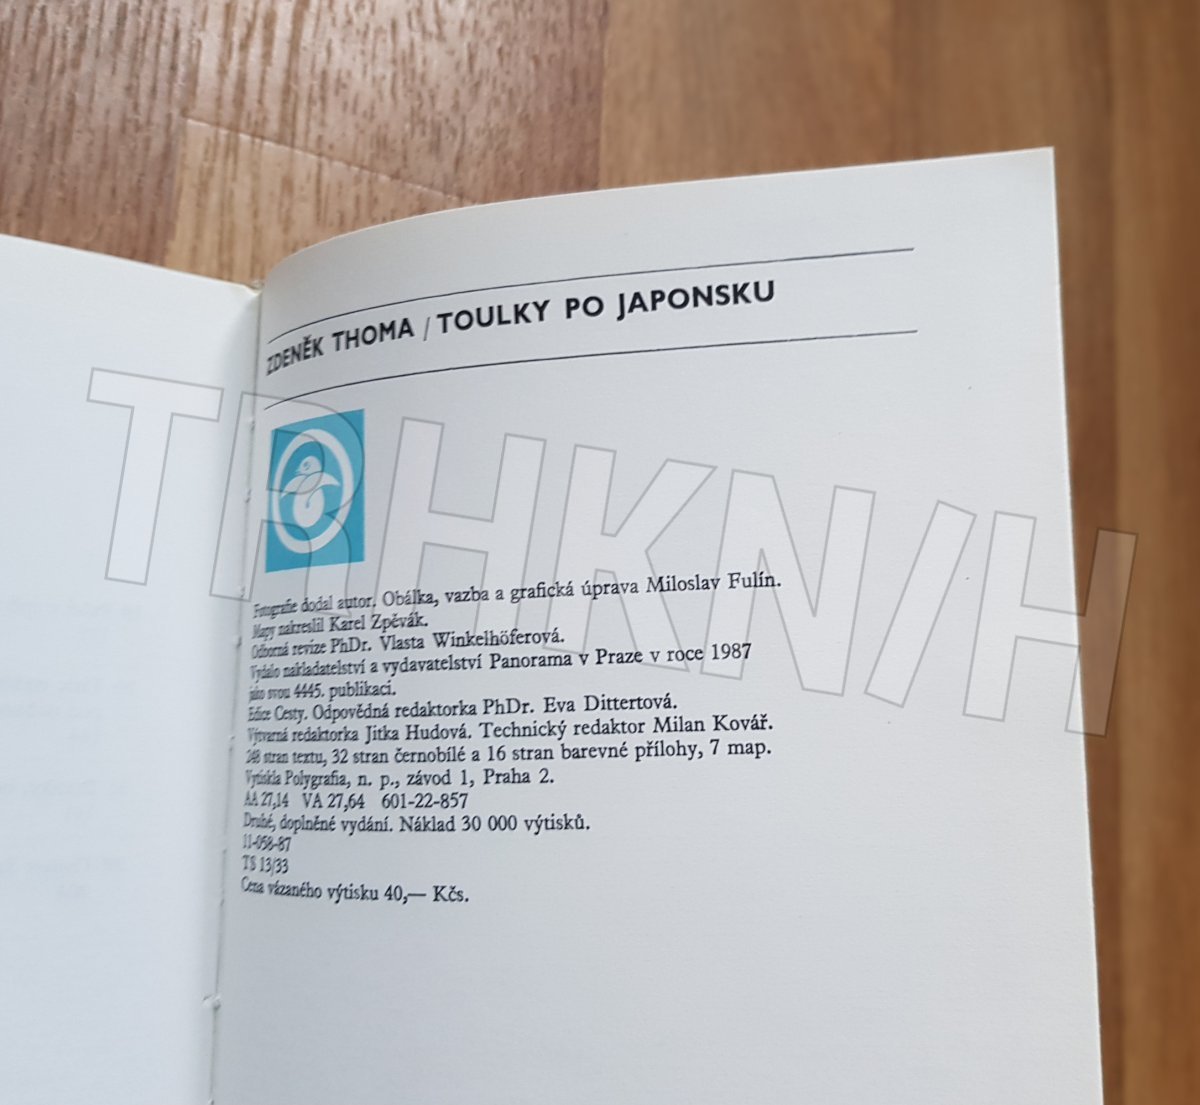 ZDENĚK THOMA / TOULKY PO JAPONSKU
Fotografie dodal autor. Obálka, vazba a grafická úprava Miloslav Fulín.
Mapy nakreslil Karel Zpěvák.
Odborná revize PhDr. Vlasta Winkelhöferová.
Vydalo nakladatelství a vydavatelství Panorama v Praze v roce 1987
jako svou 4445. publikaci.
Edice Cesty. Odpovědná redaktorka PhDr. Eva Dittertová.
Výtvarná redaktorka Jitka Hudová. Technický redaktor Milan Kovář.
248 stran textu, 32 stran černobílé a 16 stran barevné přílohy, 7 map.
Vytiskla Polygrafia, n. p., závod 1, Praha 2.
AA 27,14 VA 27,64 601-22-857
Druhé, doplněné vydání. Náklad 30 000 výtisků.
11-058-87
TS 13/33
Cena vázaného výtisku 40,— Kčs.
TRHKN/H